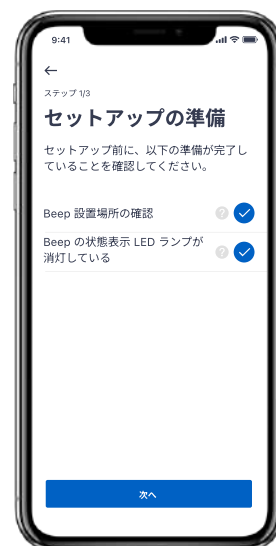 9:41
ステップ 1/3
セットアップの準備
セットアップ前に、以下の準備が完了し
ていることを確認してください。
Beep 設置場所の確認
?
Beep の状態表示 LED ランプが
消灯している
?
次へ